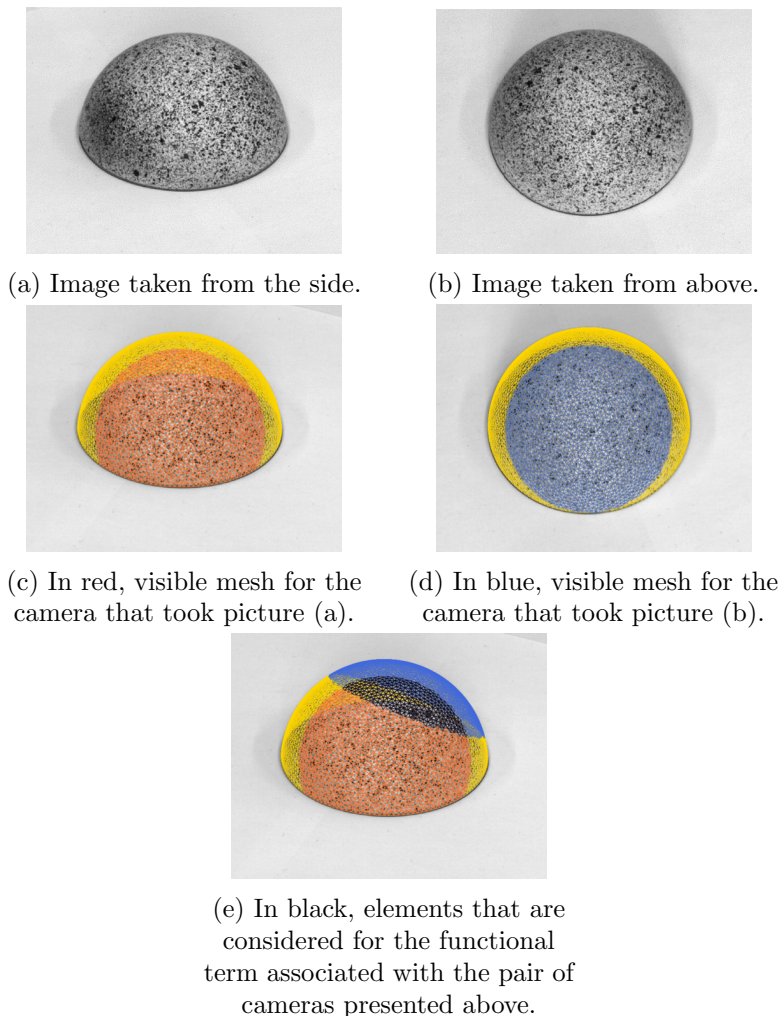 (a) Image taken from the side.
(b) Image taken from above.
(c) In red, visible mesh for the
camera that took picture (a).
(d) In blue, visible mesh for the
camera that took picture (b).
(e) In black, elements that are
considered for the functional
term associated with the pair of
cameras presented above.